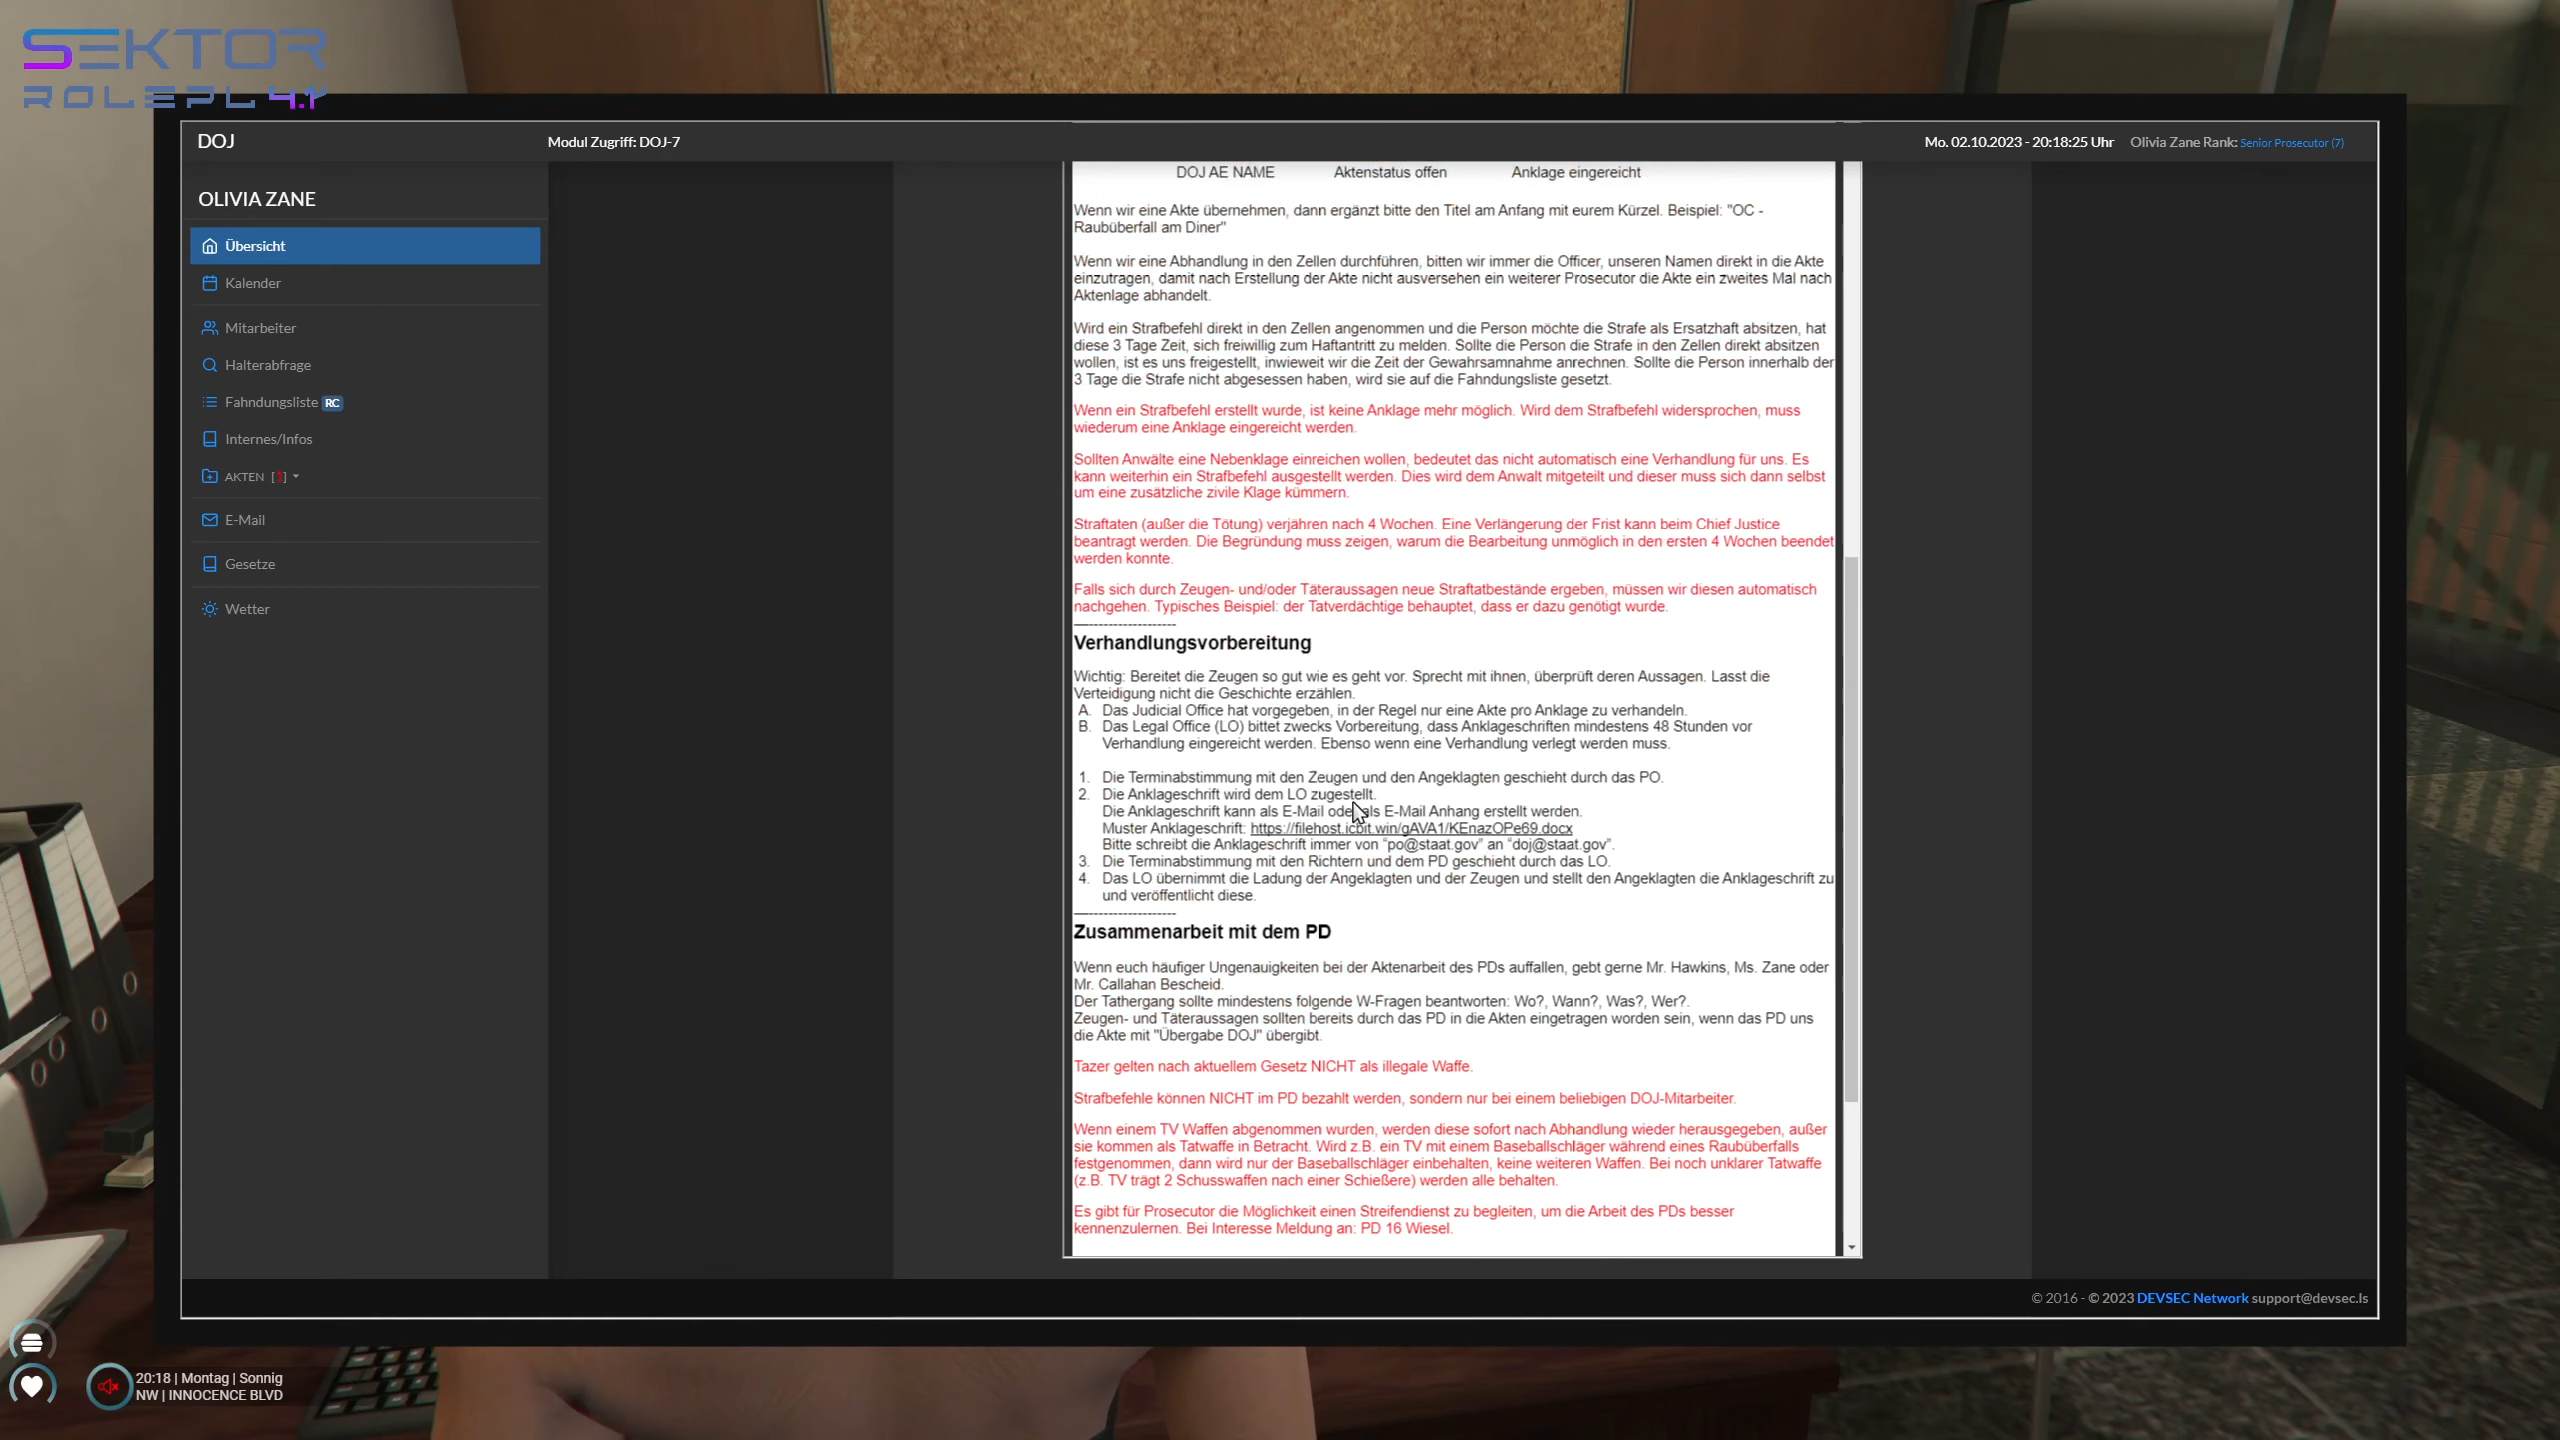 SEKTOR
ROLEPL4.Y
DOJ
Modul Zugriff: DOJ-7
Mo. 02.10.2023 - 20:18:25 Uhr
Olivia Zane Rank: Senior Prosecutor (7)
OLIVIA ZANE
Übersicht
Kalender
Mitarbeiter
Halterabfrage
Fahndungsliste RC
Internes/Infos
AKTEN
E-Mail
Gesetze
Wetter
DOJ AE NAME Aktenstatus offen Anklage eingereicht
Wenn wir eine Akte übernehmen, dann ergänzt bitte den Titel am Anfang mit eurem Kürzel. Beispiel: "OC -
Raubüberfall am Diner"
Wenn wir eine Abhandlung in den Zellen durchführen, bitten wir immer die Officer, unseren Namen direkt in die Akte
einzutragen, damit nach Erstellung der Akte nicht ausversehen ein weiterer Prosecutor die Akte ein zweites Mal nach
Aktenlage abhandelt.
Wird ein Strafbefehl direkt in den Zellen angenommen und die Person möchte die Strafe als Ersatzhaft absitzen, hat
diese 3 Tage Zeit, sich freiwillig zum Haftantritt zu melden. Sollte die Person die Strafe in den Zellen direkt absitzen
wollen, ist es uns freigestellt, inwieweit wir die Zeit der Gewahrsamnahme anrechnen. Sollte die Person innerhalb der
3 Tage die Strafe nicht abgesessen haben, wird sie auf die Fahndungsliste gesetzt.
Wenn ein Strafbefehl erstellt wurde, ist keine Anklage mehr möglich. Wird dem Strafbefehl widersprochen, muss
wiederum eine Anklage eingereicht werden.
Sollten Anwälte eine Nebenklage einreichen wollen, bedeutet das nicht automatisch eine Verhandlung für uns. Es
kann weiterhin ein Strafbefehl ausgestellt werden. Dies wird dem Anwalt mitgeteilt und dieser muss sich dann selbst
um eine zusätzliche zivile Klage kümmern.
Straftaten (außer die Tötung) verjähren nach 4 Wochen. Eine Verlängerung der Frist kann beim Chief Justice
beantragt werden. Die Begründung muss zeigen, warum die Bearbeitung unmöglich in den ersten 4 Wochen beendet
werden konnte.
Falls sich durch Zeugen- und/oder Täteraussagen neue Straftatbestände ergeben, müssen wir diesen automatisch
nachgehen. Typisches Beispiel: der Tatverdächtige behauptet, dass er dazu genötigt wurde.
—-------------------
Verhandlungsvorbereitung
Wichtig: Bereitet die Zeugen so gut wie es geht vor. Sprecht mit ihnen, überprüft deren Aussagen. Lasst die
Verteidigung nicht die Geschichte erzählen.
A. Das Judicial Office hat vorgegeben, in der Regel nur eine Akte pro Anklage zu verhandeln.
B. Das Legal Office (LO) bittet zwecks Vorbereitung, dass Anklageschriften mindestens 48 Stunden vor
Verhandlung eingereicht werden. Ebenso wenn eine Verhandlung verlegt werden muss.
1. Die Terminabstimmung mit den Zeugen und den Angeklagten geschieht durch das PO.
2. Die Anklageschrift wird dem LO zugestellt.
Die Anklageschrift kann als E-Mail oder als E-Mail Anhang erstellt werden.
Muster Anklageschrift: https://filehost.icbit.win/gAVA1/KEnazOPe69.docx
Bitte schreibt die Anklageschrift immer von "po@staat.gov" an "doj@staat.gov".
3. Die Terminabstimmung mit den Richtern und dem PD geschieht durch das LO.
4. Das LO übernimmt die Ladung der Angeklagten und der Zeugen und stellt den Angeklagten die Anklageschrift zu
und veröffentlicht diese.
—-------------------
Zusammenarbeit mit dem PD
Wenn euch häufiger Ungenauigkeiten bei der Aktenarbeit des PDs auffallen, gebt gerne Mr. Hawkins, Ms. Zane oder
Mr. Callahan Bescheid.
Der Tathergang sollte mindestens folgende W-Fragen beantworten: Wo?, Wann?, Was?, Wer?.
Zeugen- und Täteraussagen sollten bereits durch das PD in die Akten eingetragen worden sein, wenn das PD uns
die Akte mit "Übergabe DOJ" übergibt.
Tazer gelten nach aktuellem Gesetz NICHT als illegale Waffe.
Strafbefehle können NICHT im PD bezahlt werden, sondern nur bei einem beliebigen DOJ-Mitarbeiter.
Wenn einem TV Waffen abgenommen wurden, werden diese sofort nach Abhandlung wieder herausgegeben, außer
sie kommen als Tatwaffe in Betracht. Wird z.B. ein TV mit einem Baseballschläger während eines Raubüberfalls
festgenommen, dann wird nur der Baseballschläger einbehalten, keine weiteren Waffen. Bei noch unklarer Tatwaffe
(z.B. TV trägt 2 Schusswaffen nach einer Schießere) werden alle behalten.
Es gibt für Prosecutor die Möglichkeit einen Streifendienst zu begleiten, um die Arbeit des PDs besser
kennenzulernen. Bei Interesse Meldung an: PD 16 Wiesel.
© 2016 - © 2023 DEVSEC Network support@devsec.ls
20:18 | Montag | Sonnig
NW | INNOCENCE BLVD